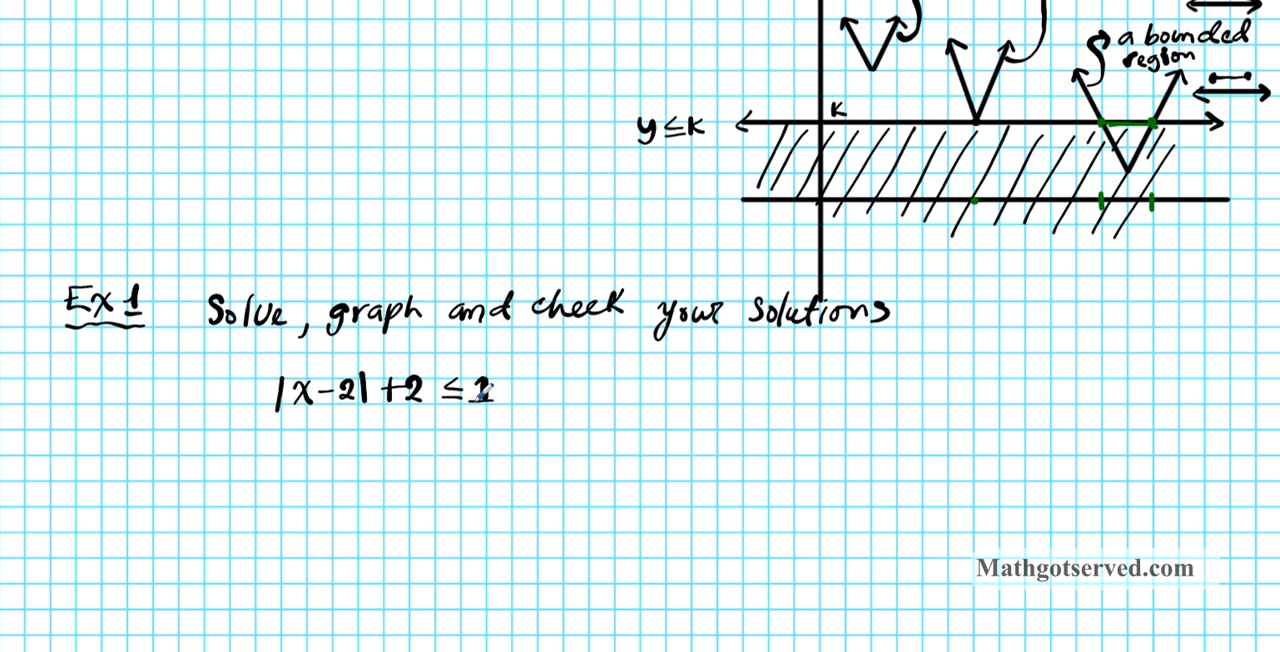 a bounded
region
K
y ≤ K
Ex 1 Solve, graph and check your solutions
|x-2| +2 ≤
Mathgotserved.com